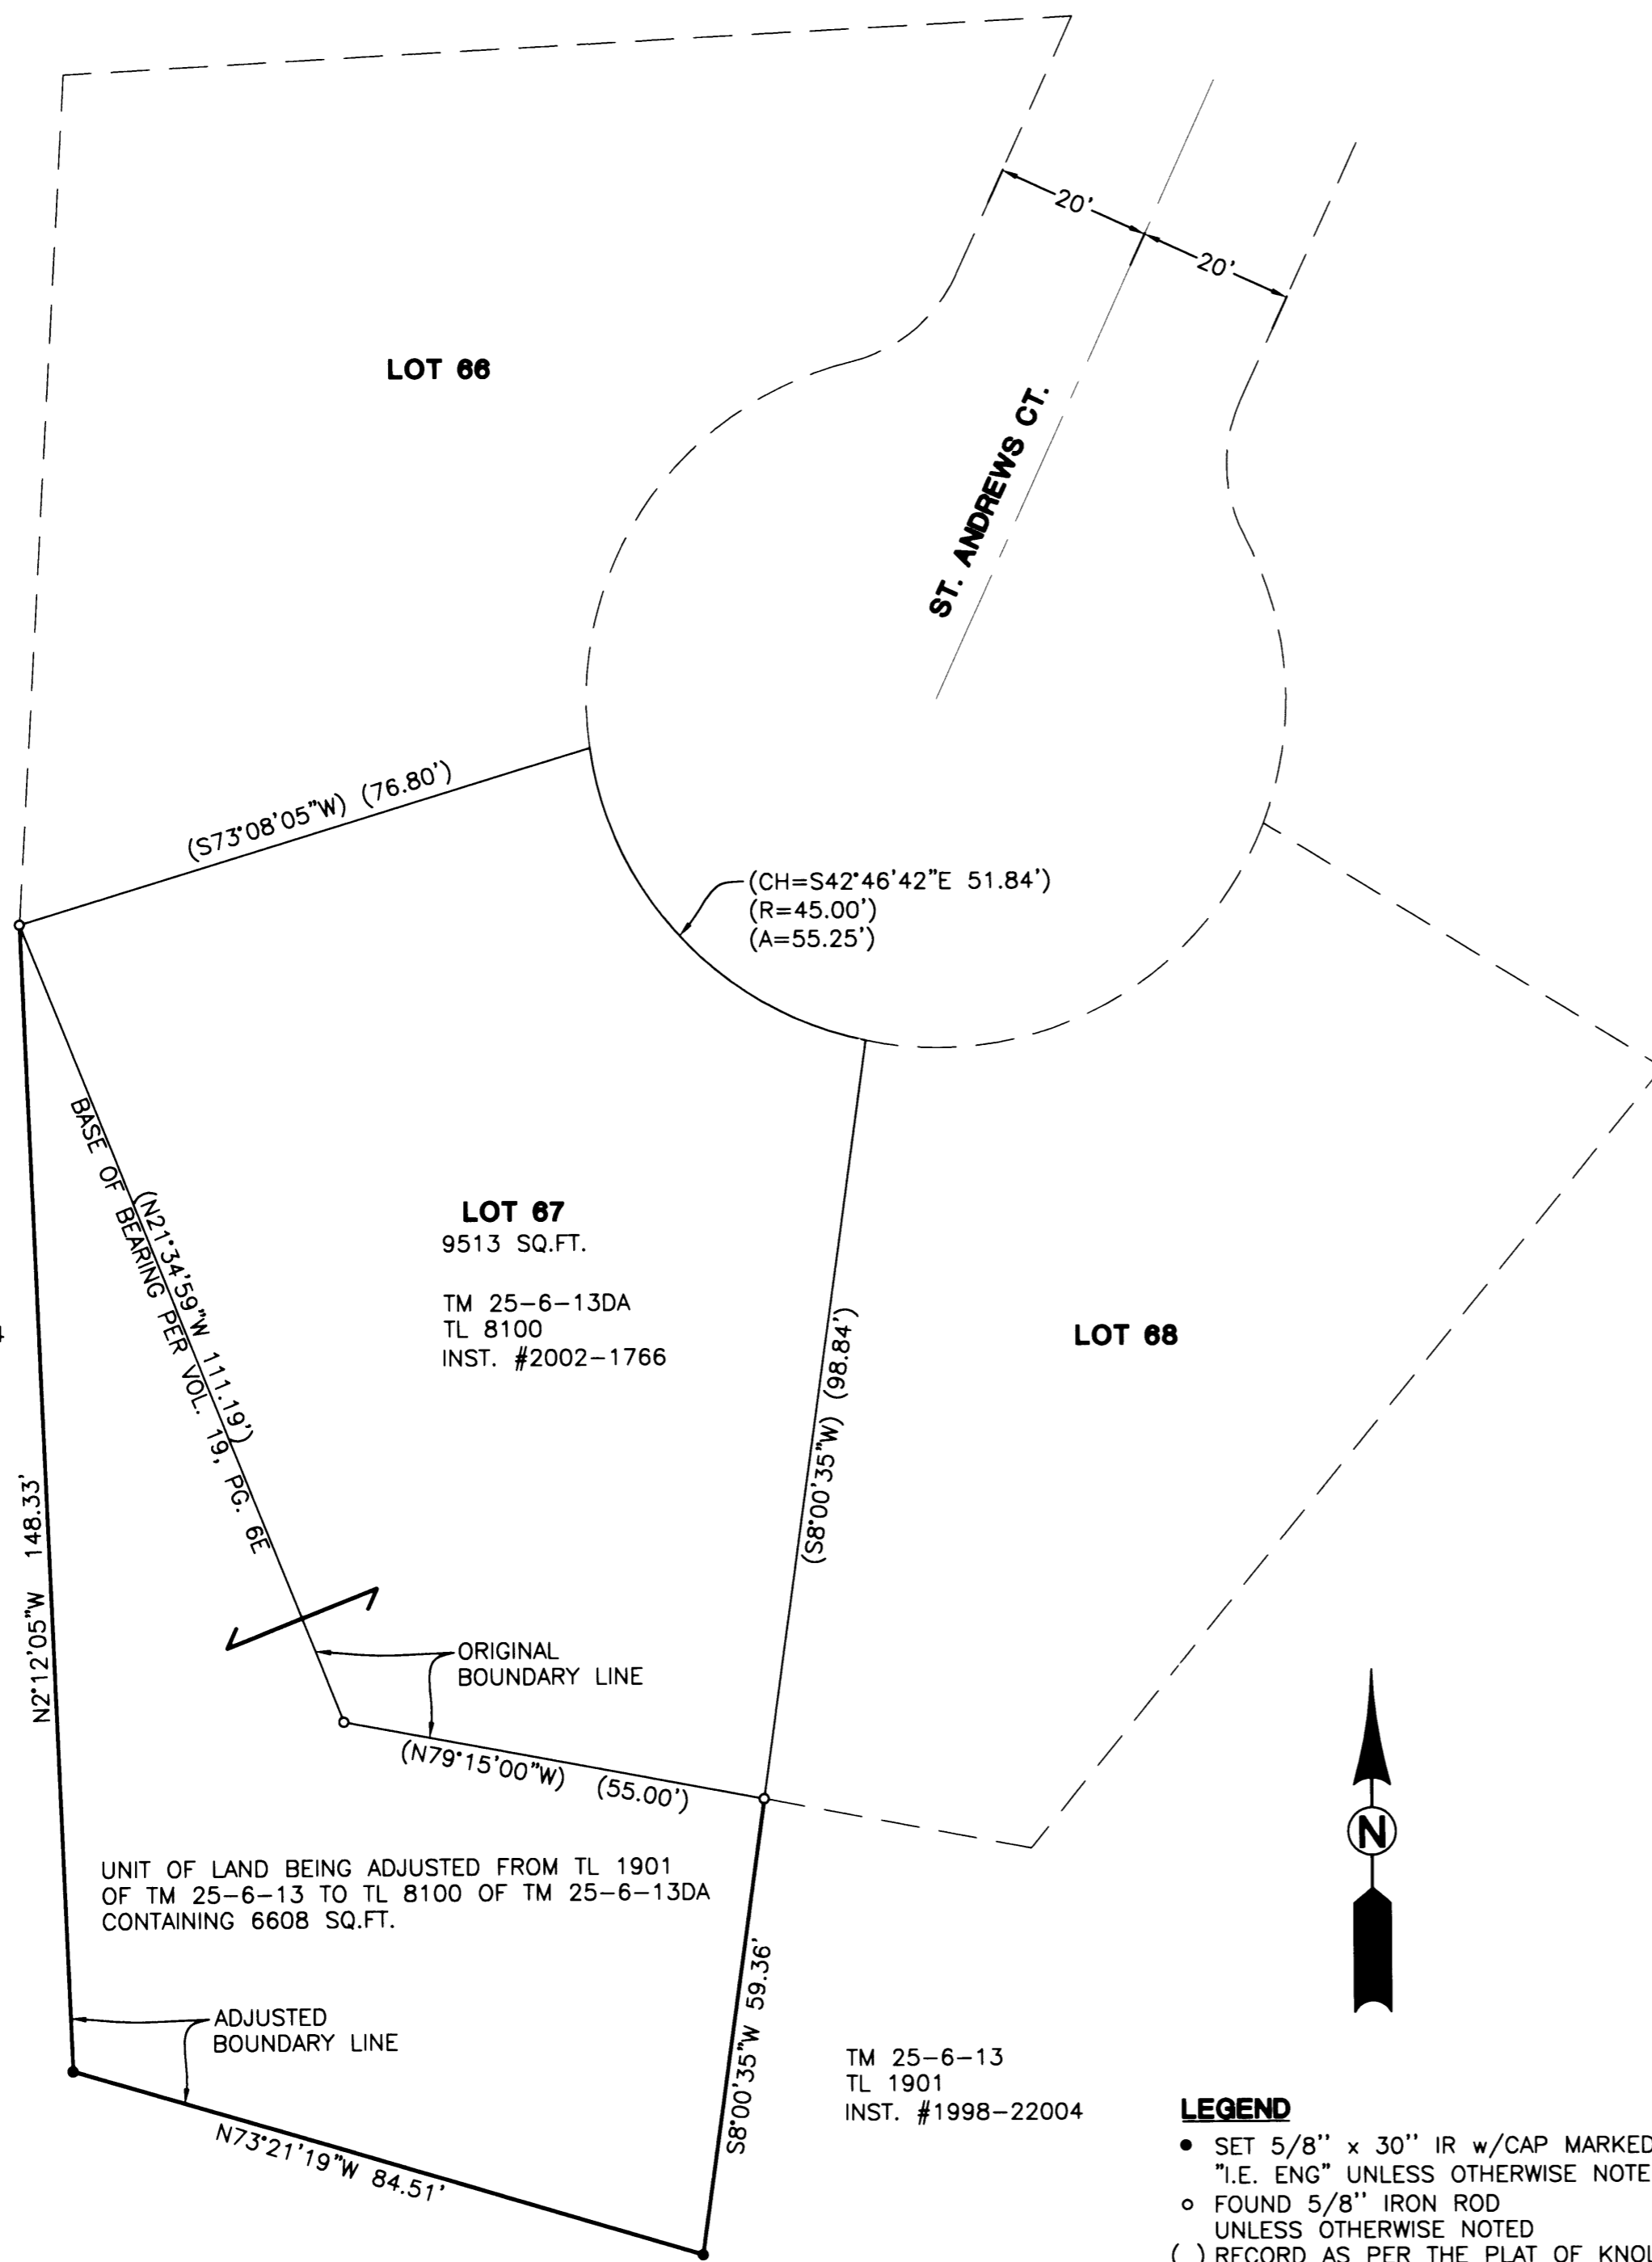 20'
20'
LOT 66
ST. ANDREWS CT.
(S73°08'05"W) (76.80')
(CH=S42°46'42"E 51.84')
(R=45.00')
(A=55.25')
BASE OF BEARING PER VOL. 19, PG. 6E
(N21°34'59"W 111.19')
LOT 67
9513 SQ.FT.
TM 25-6-13DA
TL 8100
INST. #2002-1766
(S8°00'35"W) (98.84')
LOT 68
N2°12'05"W 148.33'
ORIGINAL
BOUNDARY LINE
(N79°15'00"W) (55.00')
UNIT OF LAND BEING ADJUSTED FROM TL 1901
OF TM 25-6-13 TO TL 8100 OF TM 25-6-13DA
CONTAINING 6608 SQ.FT.
N
ADJUSTED
BOUNDARY LINE
S8°00'35"W 59.36'
N73°21'19"W 84.51'
TM 25-6-13
TL 1901
INST. #1998-22004
LEGEND
SET 5/8'' x 30'' IR w/CAP MARKED
"I.E. ENG" UNLESS OTHERWISE NOTE
FOUND 5/8'' IRON ROD
UNLESS OTHERWISE NOTED
( ) RECORD AS PER THE PLAT OF